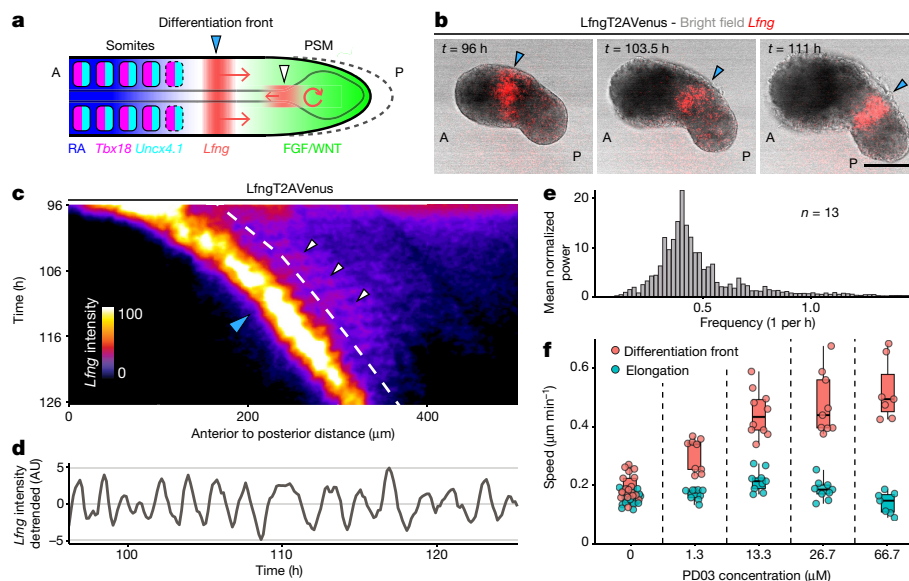 a
Differentiation front
Somites
PSM
A
P
RA Tbx18 Uncx4.1 Lfng FGF/WNT
b
LfngT2AVenus - Bright field Lfng
t = 96 h
t = 103.5 h
t = 111 h
A
P
A
P
A
P
c
LfngT2AVenus
96
106
116
126
Time (h)
100
0
Lfng intensity
0
200
400
Anterior to posterior distance (μm)
d
Lfng intensity
detrended (AU)
5
0
−5
100
110
120
Time (h)
e
n = 13
Mean normalized
power
20
10
0
0.5
1.0
Frequency (1 per h)
f
Differentiation front
Elongation
Speed (μm min⁻¹)
0.6
0.4
0.2
0
0
1.3
13.3
26.7
66.7
PD03 concentration (μM)